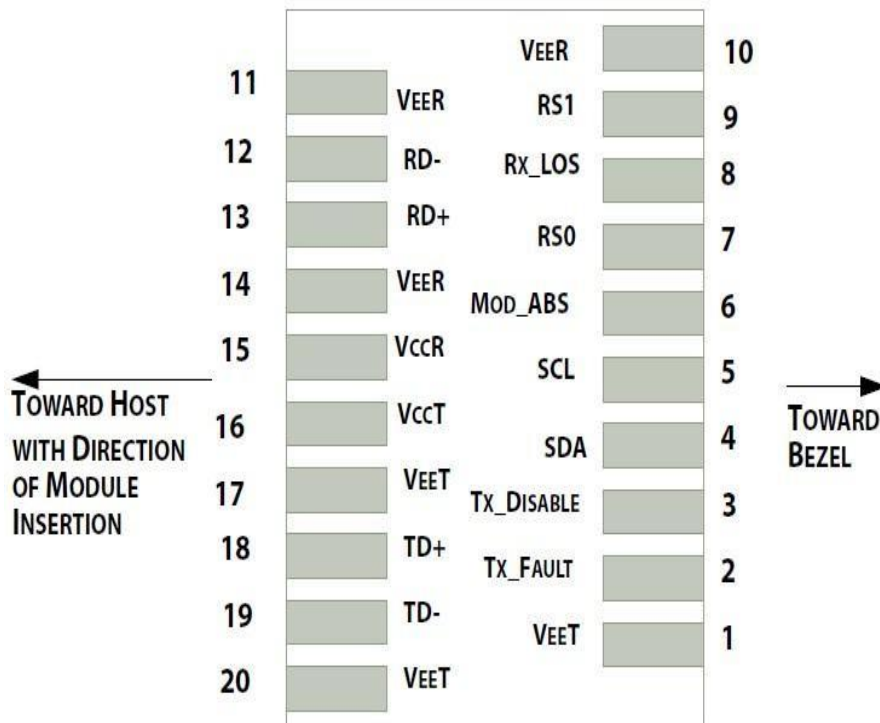 11
VEER
12
RD-
13
RD+
14
VEER
15
VCCR
16
VCCT
17
VEET
18
TD+
19
TD-
20
VEET
VEER
10
RS1
9
RX_LOS
8
RS0
7
MOD_ABS
6
SCL
5
SDA
4
TX_DISABLE
3
TX_FAULT
2
VEET
1
TOWARD HOST
WITH DIRECTION
OF MODULE
INSERTION
TOWARD
BEZEL